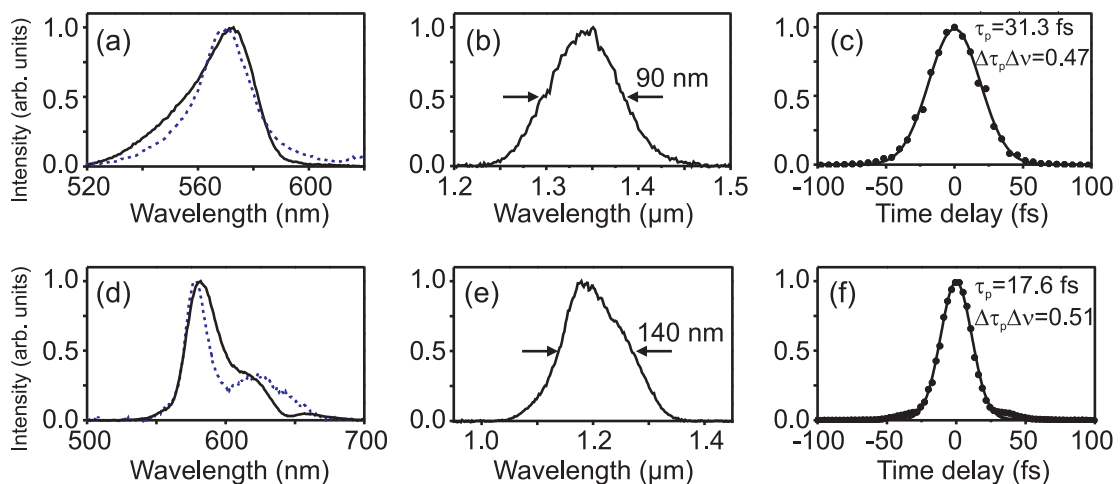 Intensity (arb. units)
1.0
0.5
0.0
(a)
520
560
600
Wavelength (nm)
1.0
0.5
0.0
(b)
90 nm
1.2
1.3
1.4
1.5
Wavelength (µm)
1.0
0.5
0.0
(c)
τp=31.3 fs
ΔτpΔν=0.47
-100
-50
0
50
100
Time delay (fs)
Intensity (arb. units)
1.0
0.5
0.0
(d)
500
600
700
Wavelength (nm)
1.0
0.5
0.0
(e)
140 nm
1.0
1.2
1.4
Wavelength (µm)
1.0
0.5
0.0
(f)
τp=17.6 fs
ΔτpΔν=0.51
-100
-50
0
50
100
Time delay (fs)